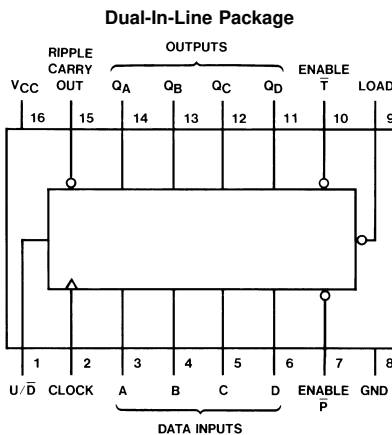 Dual-In-Line Package
RIPPLE CARRY OUT
OUTPUTS
ENABLE T̅
VCC
QA QB QC QD
LOAD
16 15 14 13 12 11 10 9
1 2 3 4 5 6 7 8
U/D̅ CLOCK A B C D ENABLE P̅ GND
DATA INPUTS